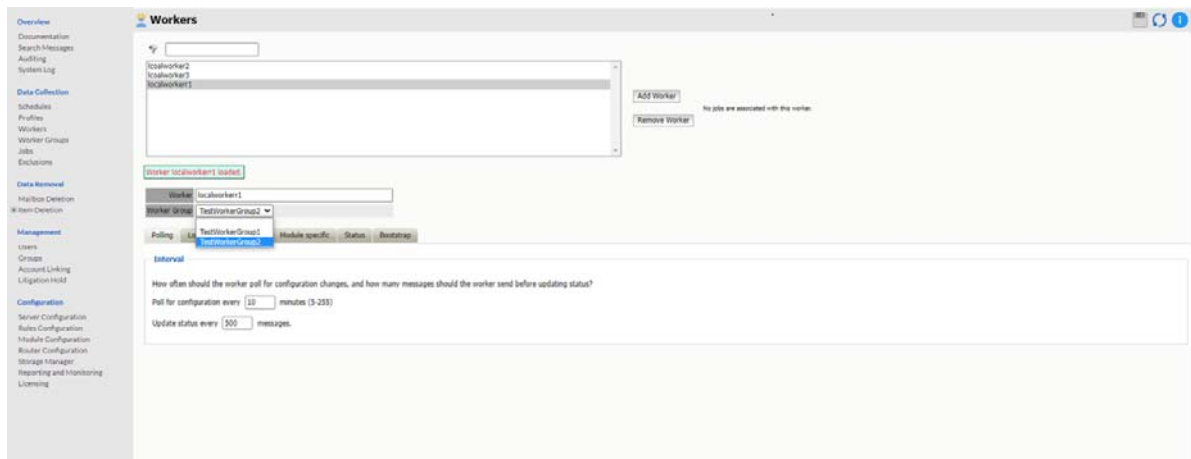 Overview
Documentation
Search Messages
Auditing
System Log
Data Collection
Schedules
Profiles
Workers
Worker Groups
Jobs
Exclusions
Data Removal
Mailbox Deletion
Item Deletion
Management
Users
Groups
Account Linking
Litigation Hold
Configuration
Server Configuration
Rules Configuration
Module Configuration
Router Configuration
Storage Manager
Reporting and Monitoring
Licensing
Workers
lcoalworker2
lcoalworker3
localworkerr1
Add Worker
Remove Worker
No jobs are associated with this worker.
Worker localworkerr1 loaded.
Worker localworkerr1
Worker Group TestWorkerGroup2
TestWorkerGroup1
TestWorkerGroup2
Polling Module specific Status Bootstrap
Interval
How often should the worker poll for configuration changes, and how many messages should the worker send before updating status?
Poll for configuration every 10 minutes (5-255)
Update status every 500 messages.